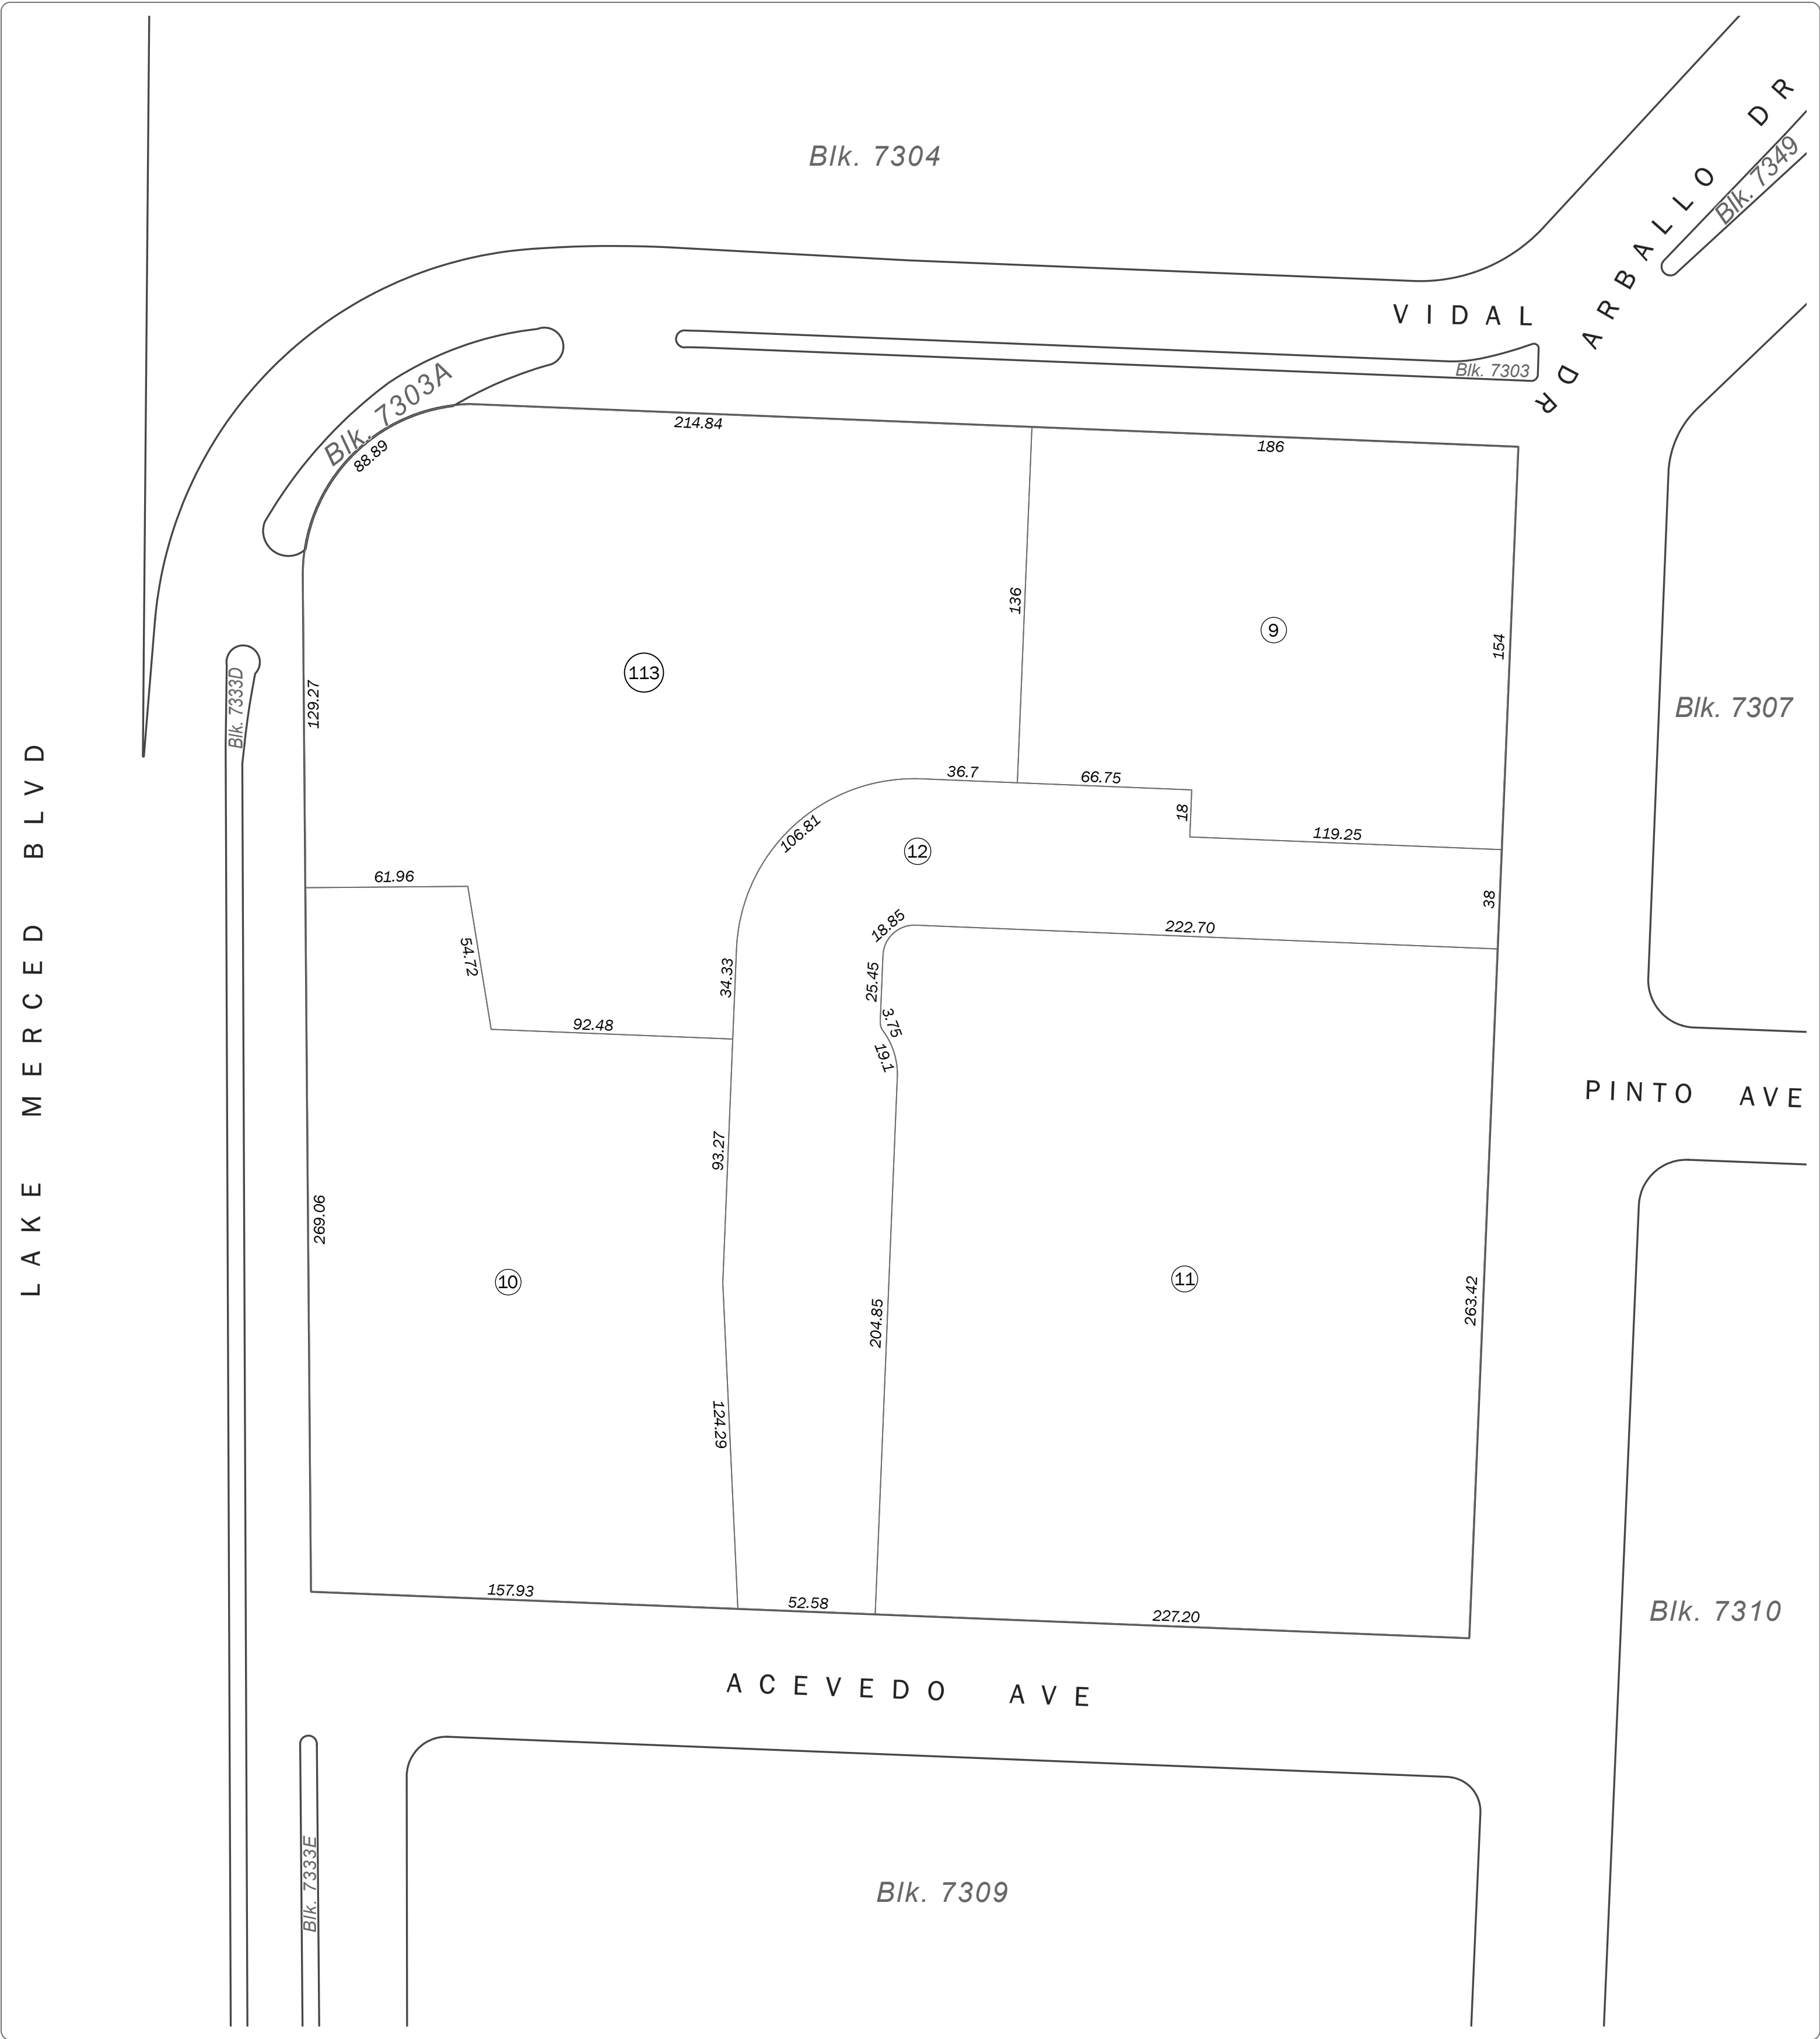 Blk. 7304
ARBALLO DR
Blk. 7349
VIDAL DR
Blk. 7303
Blk. 7303A
214.84
186
88.89
136
9
154
113
Blk. 7333D
129.27
Blk. 7307
LAKE MERCED BLVD
36.7
66.75
18
119.25
106.81
12
61.96
38
18.85
222.70
54.72
34.33
25.45
3.75
92.48
19.1
PINTO AVE
93.27
269.06
10
11
263.42
204.85
124.29
157.93
52.58
227.20
Blk. 7310
ACEVEDO AVE
Blk. 7333E
Blk. 7309